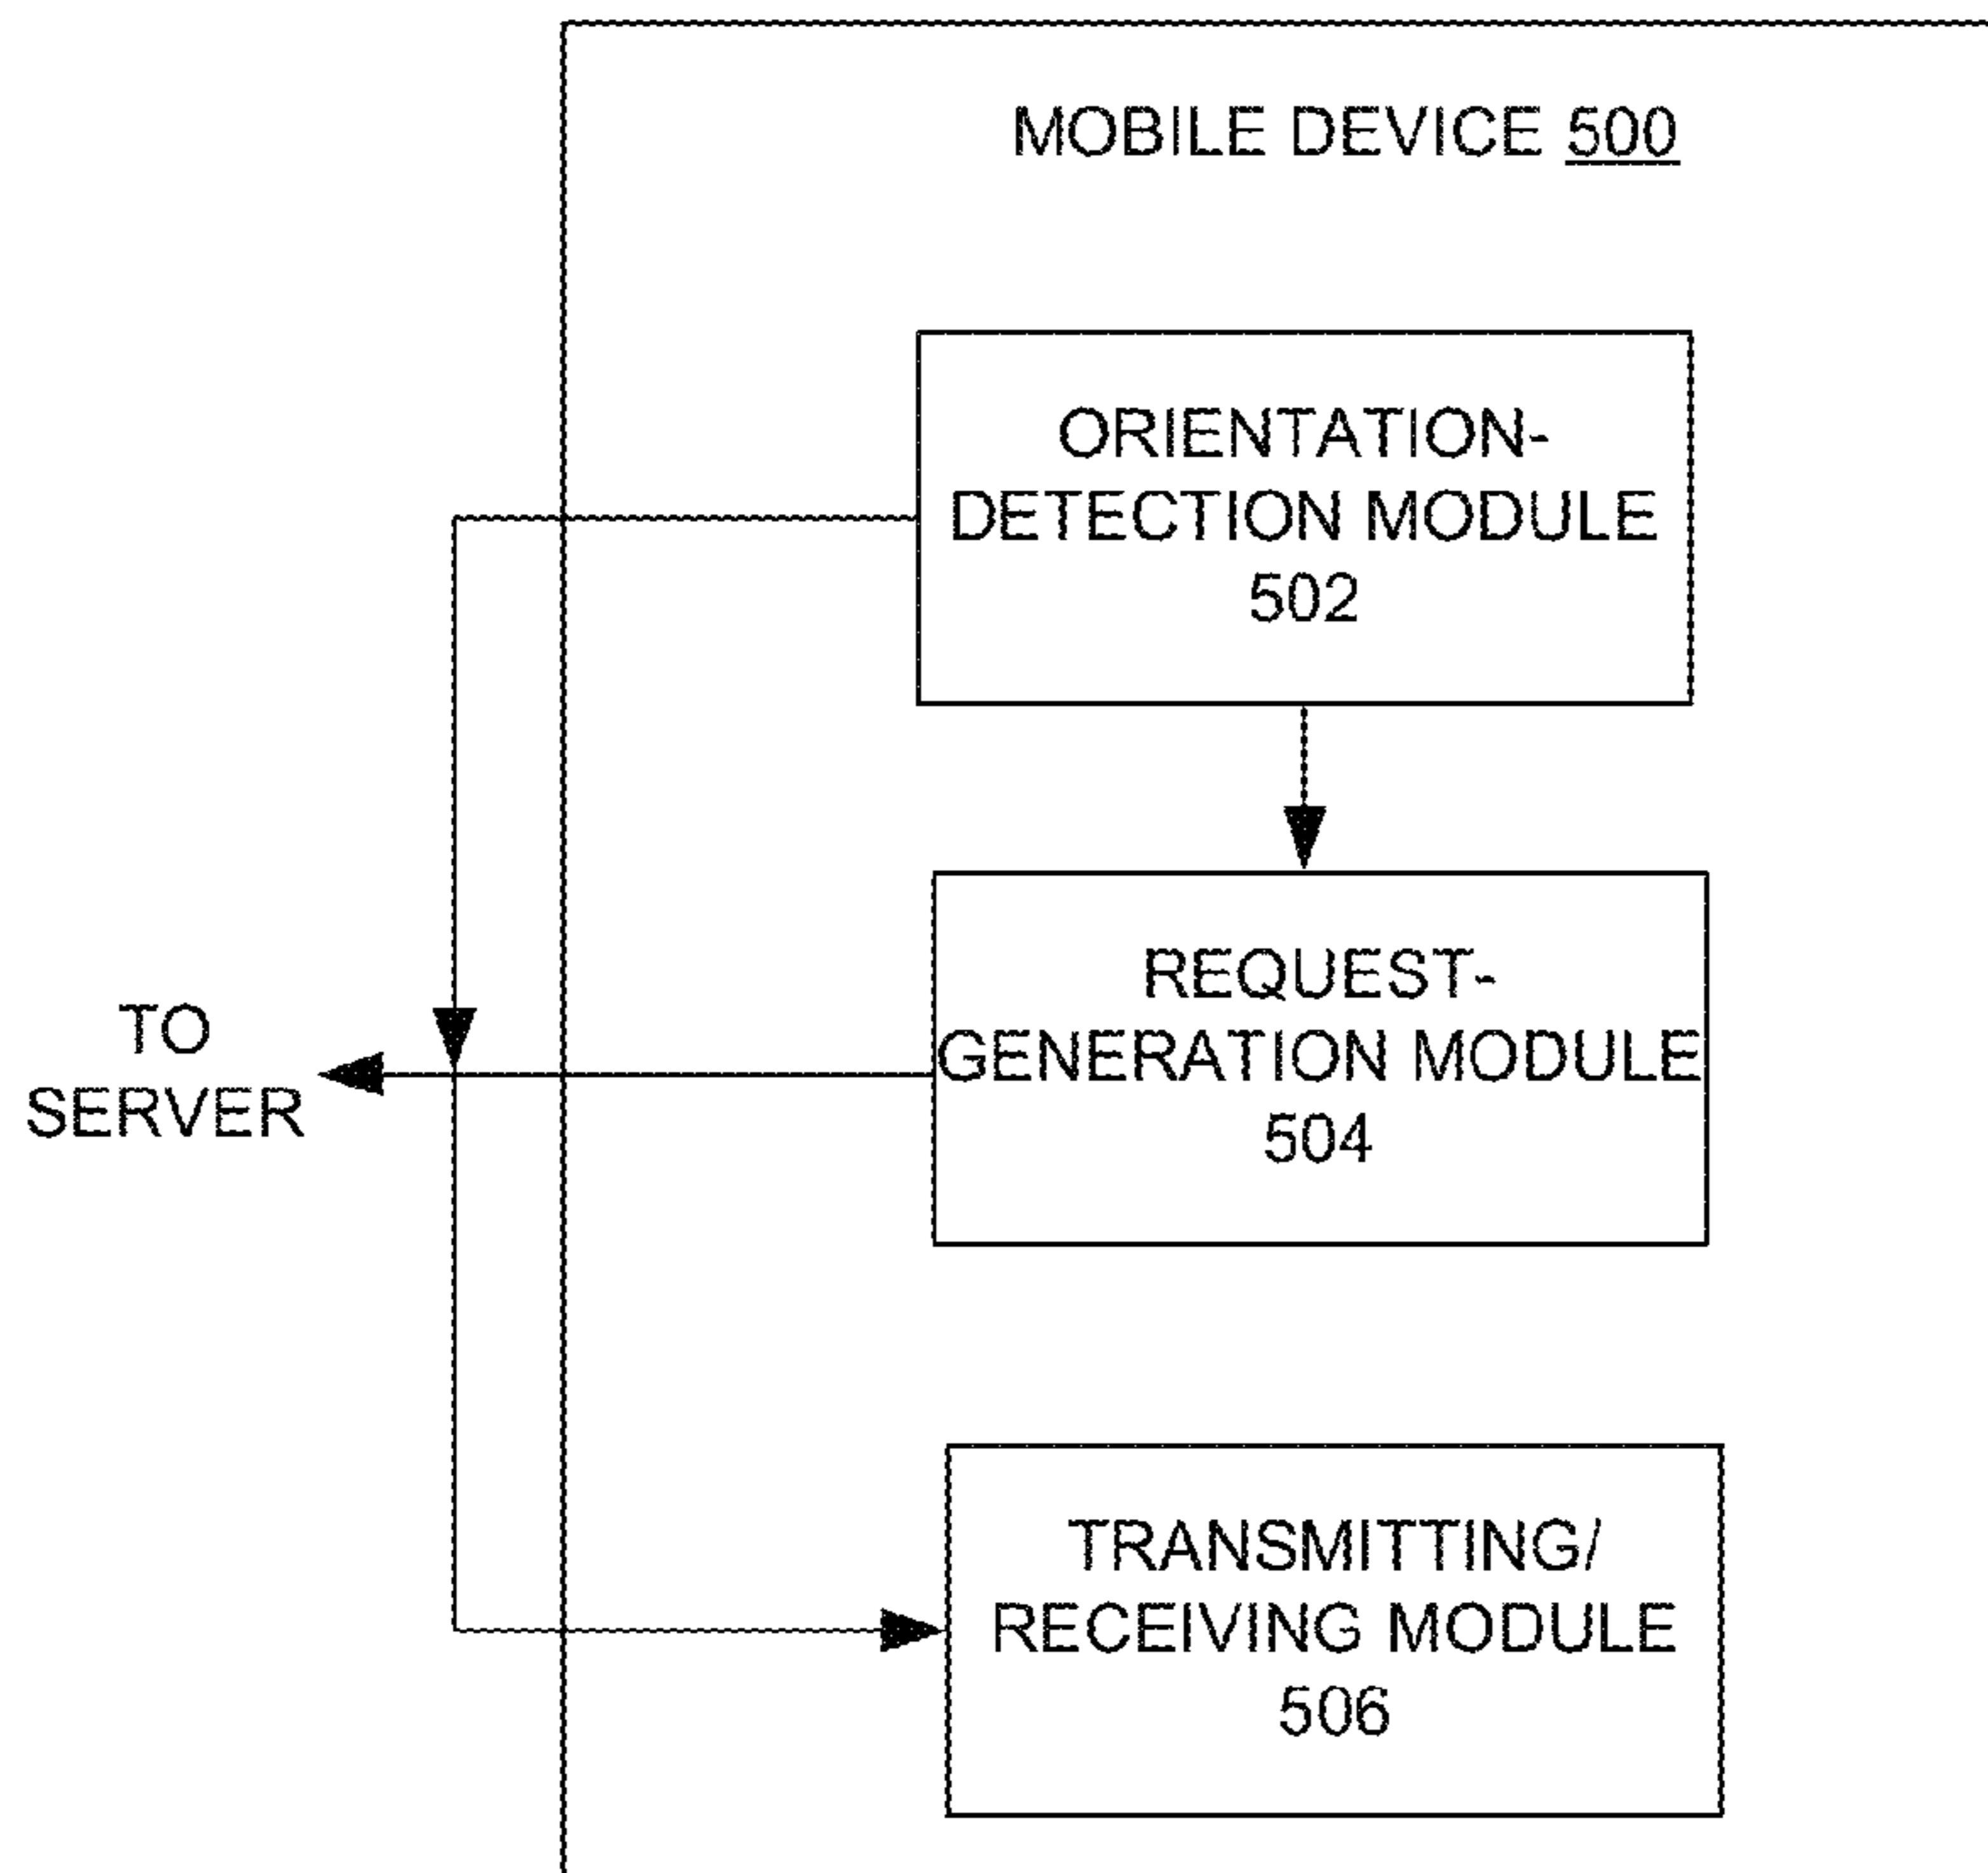 MOBILE DEVICE 500
ORIENTATION-
DETECTION MODULE
502
REQUEST-
GENERATION MODULE
504
TO
SERVER
TRANSMITTING/
RECEIVING MODULE
506